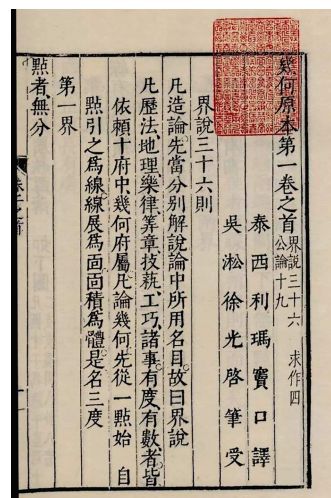 幾何原本第一卷之首 界說三十六 求作四
公論十九
泰西利瑪竇口譯
吳淞徐光啓筆受
界說三十六則
凡造論先當分别解說論中所用名目故曰界說
凡歷法地理樂律筭章技藝工巧諸事有度有數者皆
依賴十府中幾何府屬凡論幾何先從一點始自
㸃引之爲線線展爲面面積爲體是名三度
第一界
㸃者無分